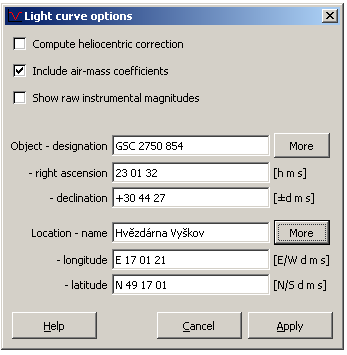 Light curve options
Compute heliocentric correction
Include air-mass coefficients
Show raw instrumental magnitudes
Object - designation GSC 2750 854 More
- right ascension 23 01 32 [h m s]
- declination +30 44 27 [±d m s]
Location - name Hvězdárna Vyškov More
- longitude E 17 01 21 [E/W d m s]
- latitude N 49 17 01 [N/S d m s]
Help Cancel Apply